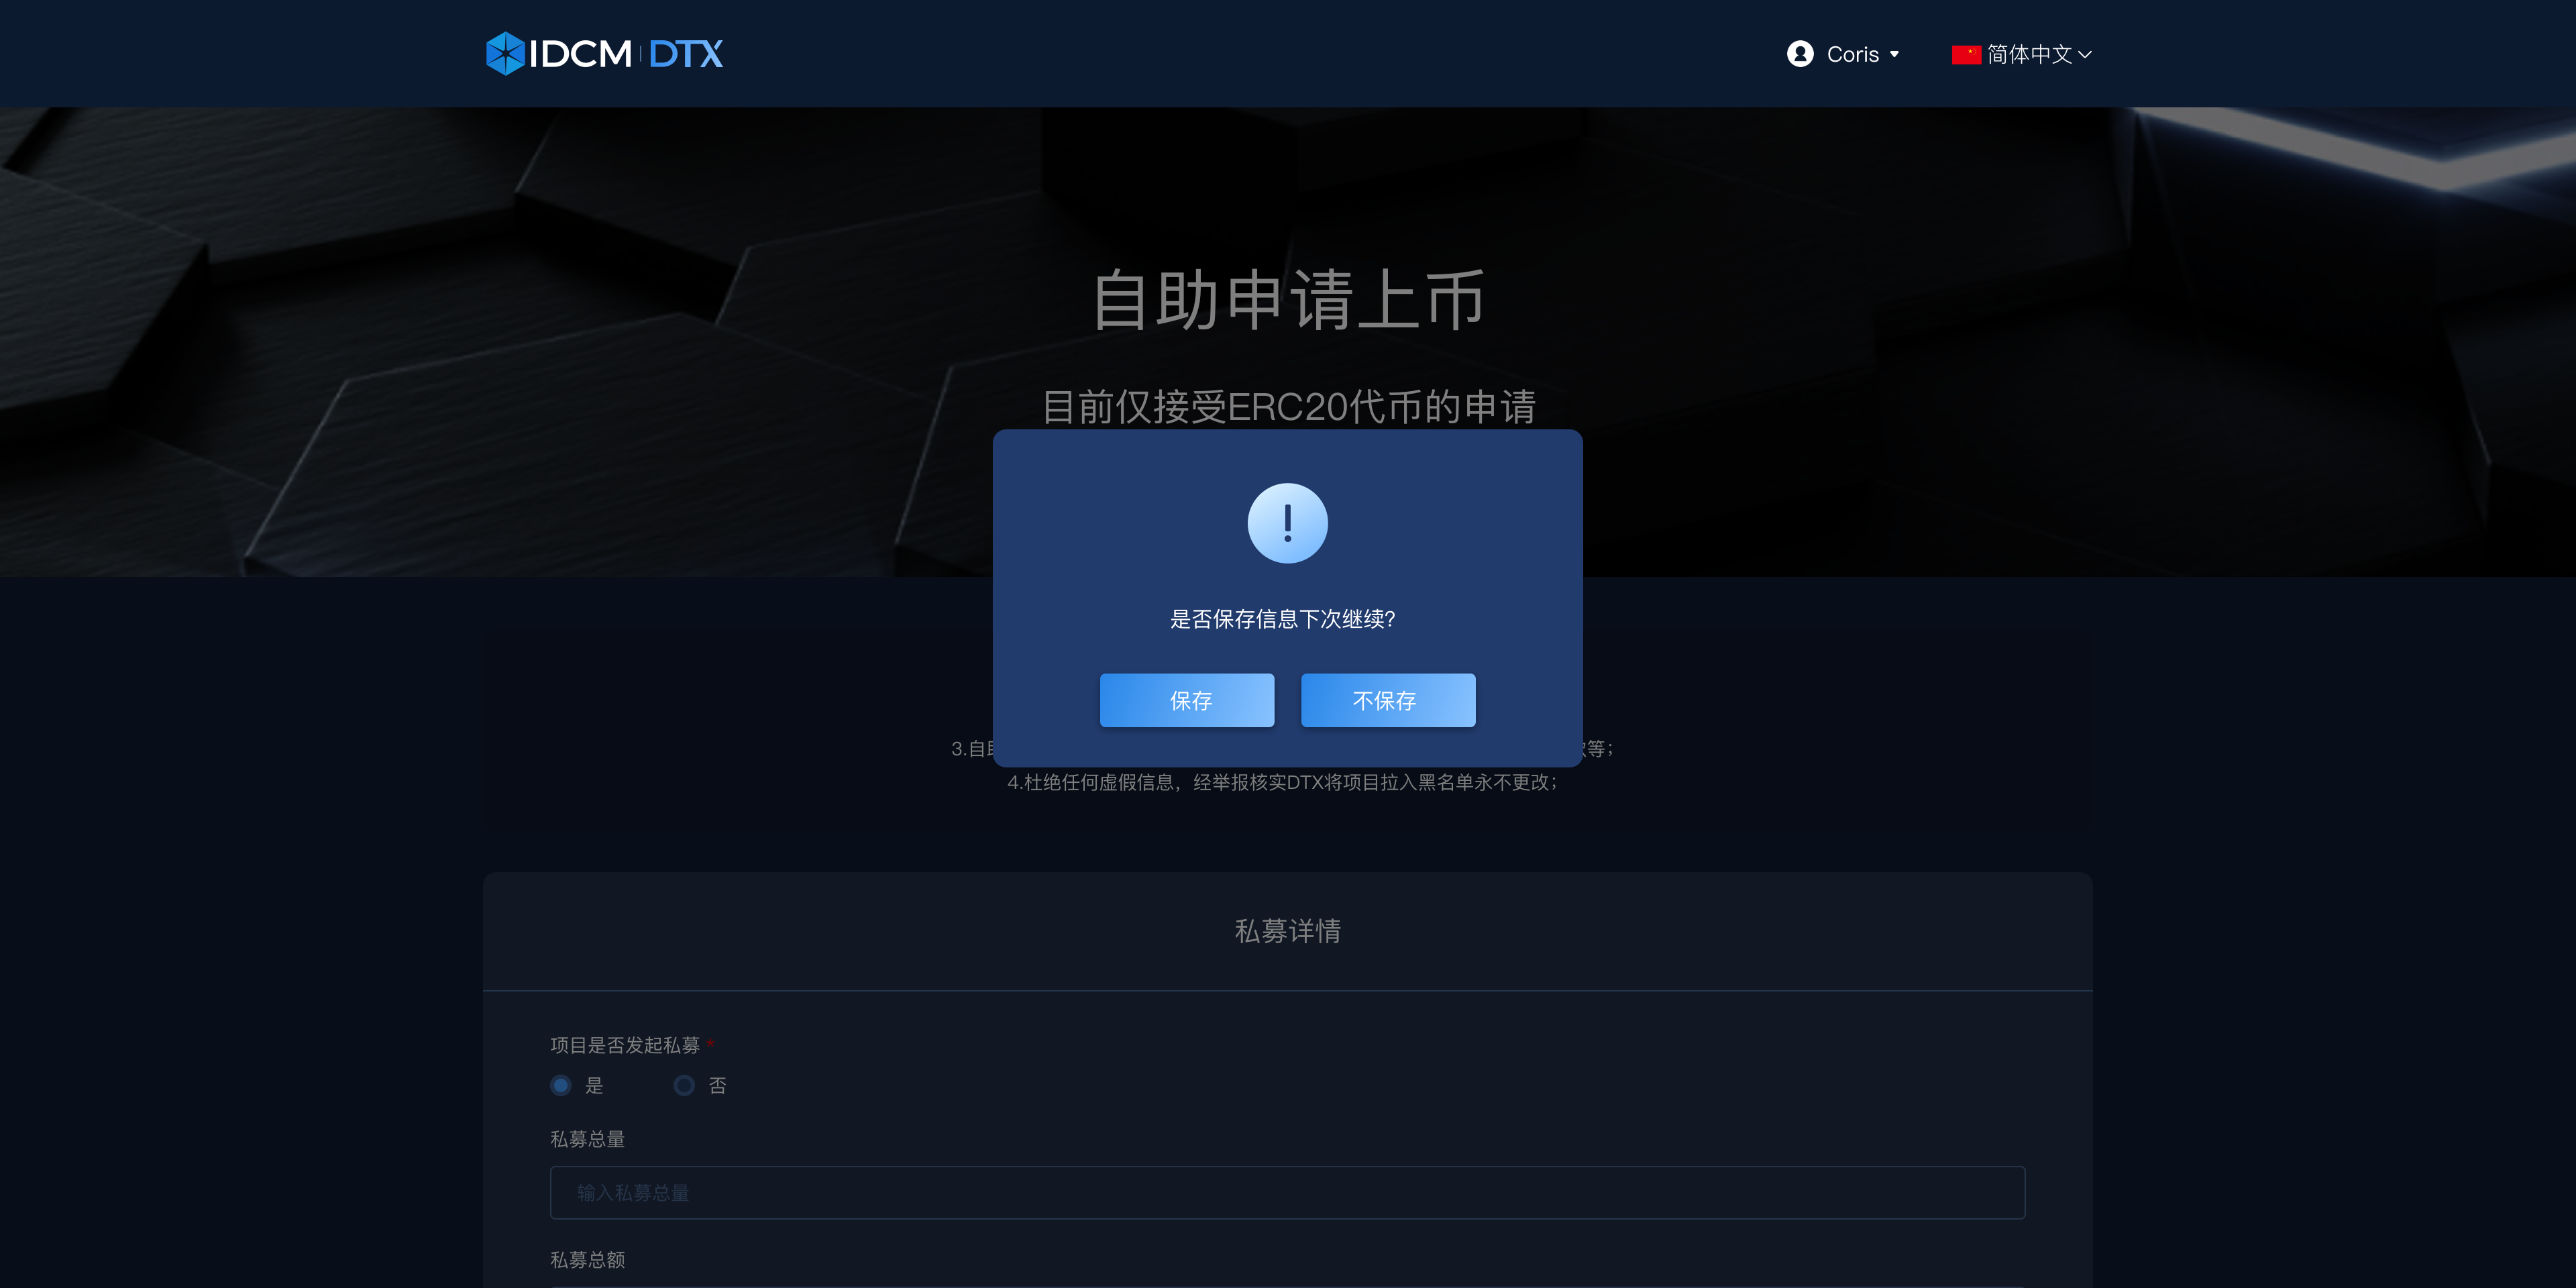 IDCM | DTX
Coris
简体中文
自助申请上币
目前仅接受ERC20代币的申请
是否保存信息下次继续?
保存
不保存
3.自 等；
4.杜绝任何虚假信息，经举报核实DTX将项目拉入黑名单永不更改；
私募详情
项目是否发起私募 *
是
否
私募总量
输入私募总量
私募总额